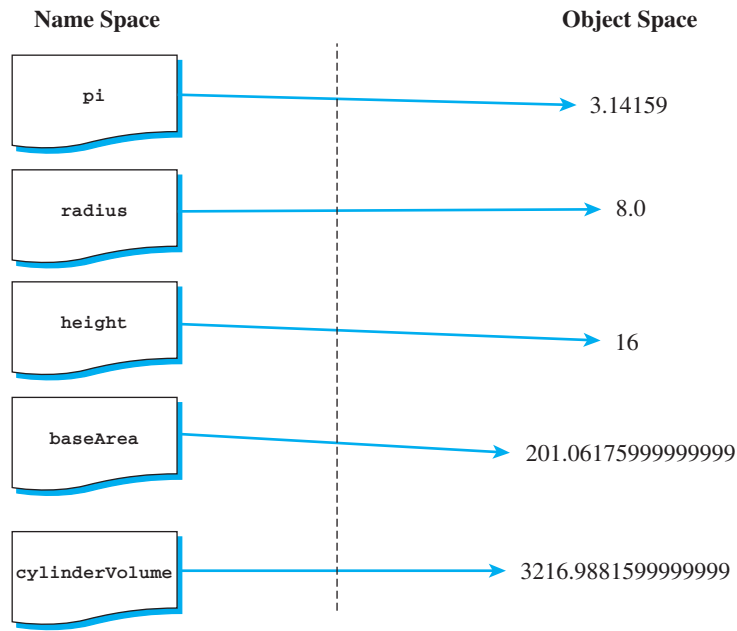 Name Space Object Space
pi 3.14159
radius 8.0
height 16
baseArea 201.06175999999999
cylinderVolume 3216.9881599999999